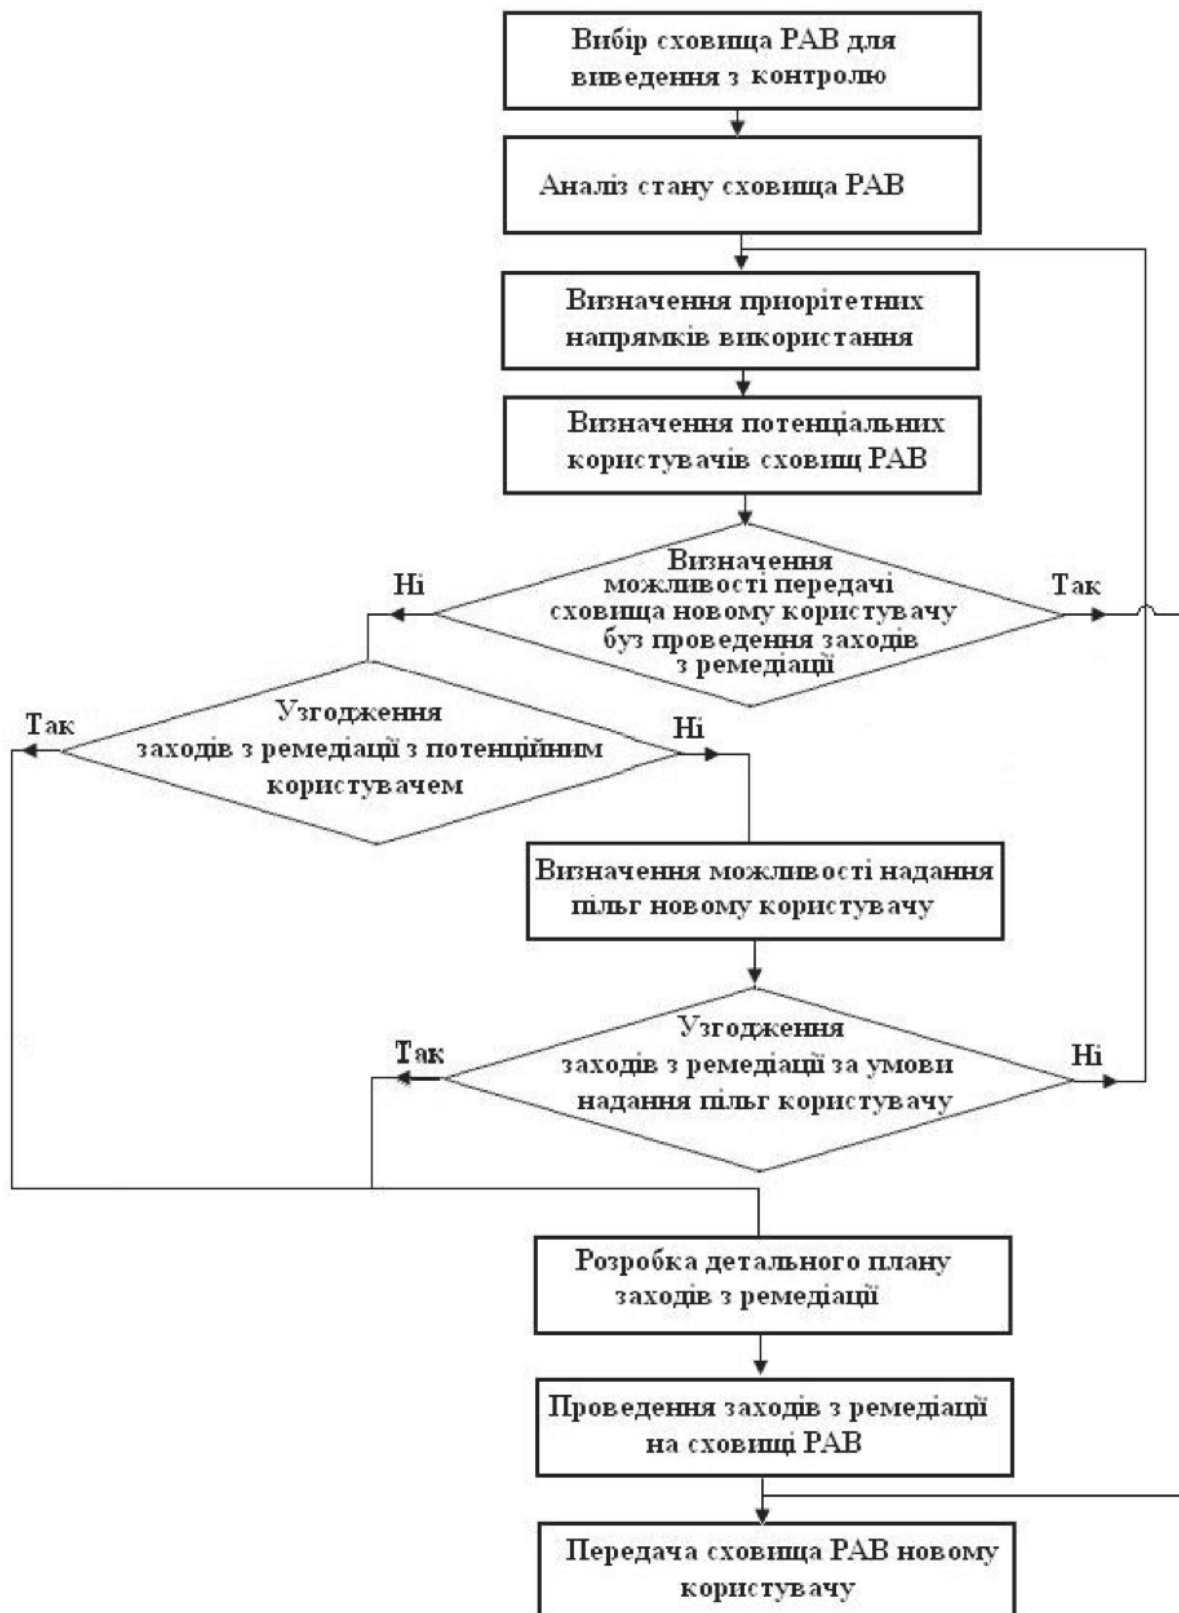 Вибір сховища РАВ для
виведення з контролю
Аналіз стану сховища РАВ
Визначення приорітетних
напрямків використання
Визначення потенціальних
користувачів сховищ РАВ
Визначення
можливості передачі
сховища новому користувачу
буз проведення заходів
з ремедіації
Ні
Так
Узгодження
заходів з ремедіації з потенційним
користувачем
Так
Ні
Визначення можливості надання
пільг новому користувачу
Узгодження
заходів з ремедіації за умови
надання пільг користувачу
Так
Ні
Розробка детального плану
заходів з ремедіації
Проведення заходів з ремедіації
на сховищі РАВ
Передача сховища РАВ новому
користувачу